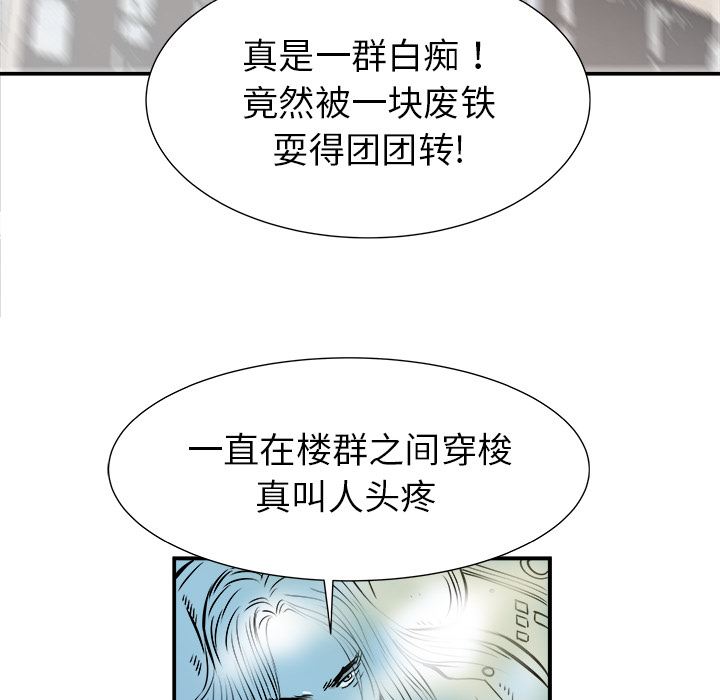 真是一群白痴！
竟然被一块废铁
耍得团团转!
一直在楼群之间穿梭
真叫人头疼